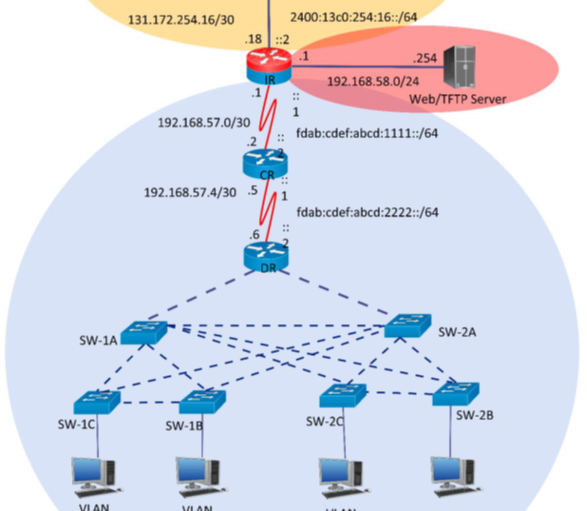 131.172.254.16/30
2400:13c0:254:16::/64
.18
::2
.1
.254
IR
192.168.58.0/24
Web/TFTP Server
.1
::
1
192.168.57.0/30
fdab:cdef:abcd:1111::/64
.2
::
2
CR
192.168.57.4/30
.5
::
1
fdab:cdef:abcd:2222::/64
.6
::
2
DR
SW-1A
SW-2A
SW-1C
SW-1B
SW-2C
SW-2B
VLAN
VLAN
VLAN